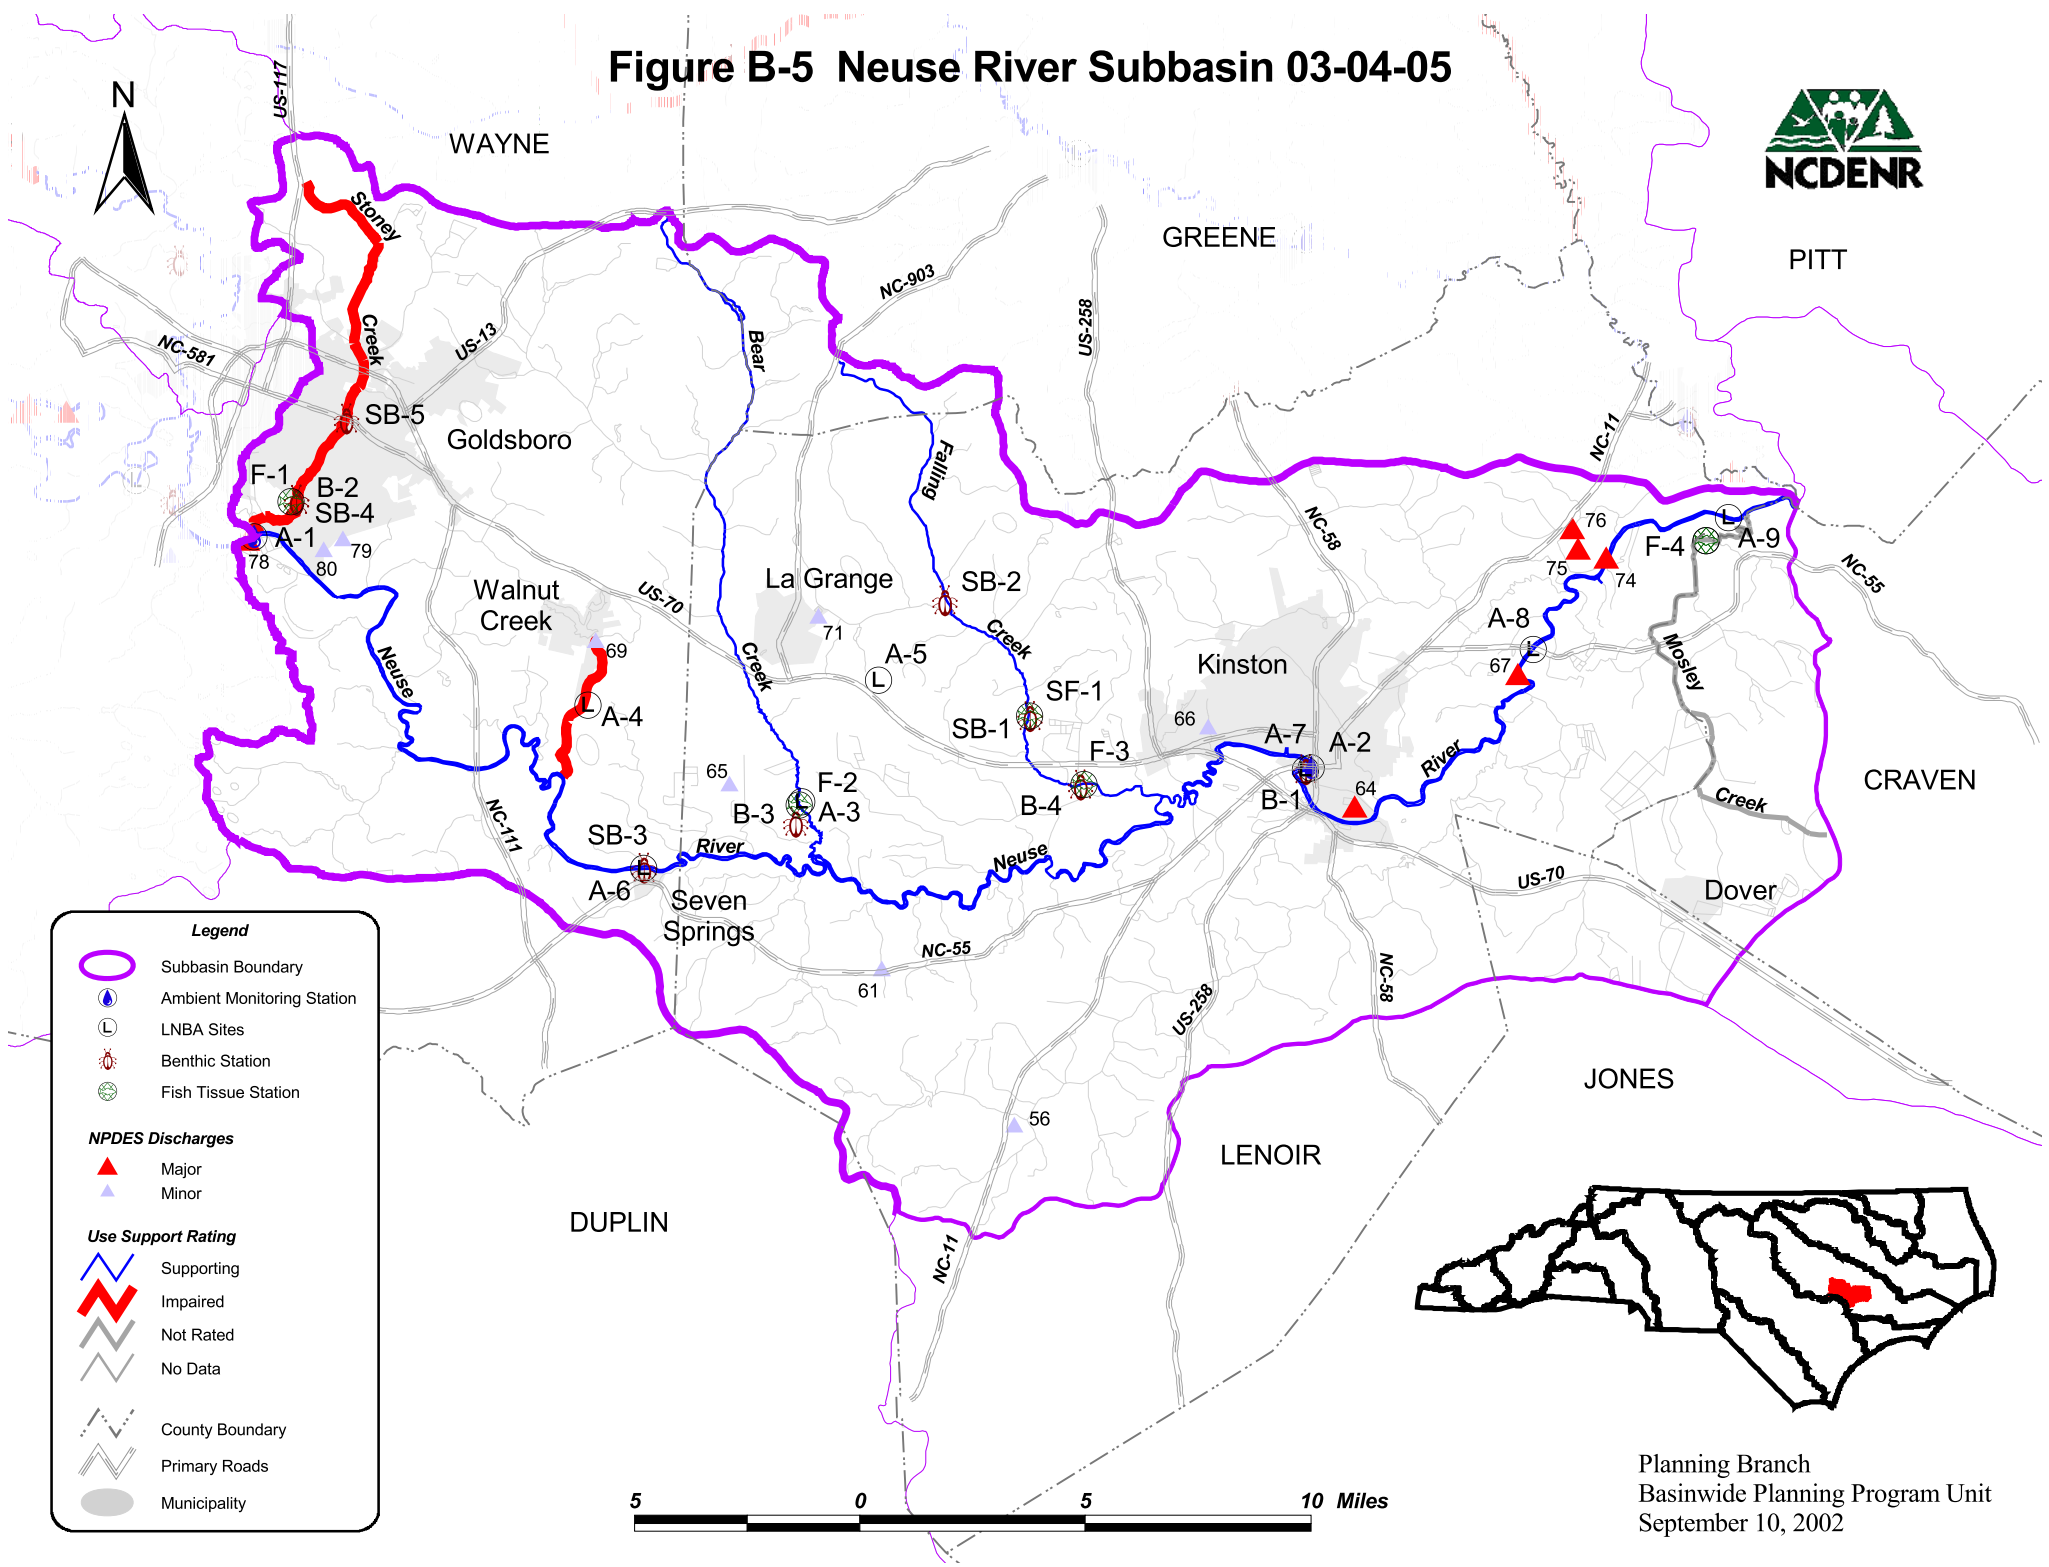 Figure B-5  Neuse River Subbasin 03-04-05
N
US-117
WAYNE
NCDENR
GREENE
PITT
Stoney
Creek
NC-581
US-13
NC-903
US-258
Bear
Creek
SB-5
Goldsboro
F-1
B-2
SB-4
A-1
78
79
80
Falling
Creek
NC-11
NC-58
76
75
74
F-4
A-9
L
NC-55
Walnut
Creek
La Grange
71
SB-2
US-70
69
Neuse
A-5
L
Kinston
A-8
L
67
Mosley
Creek
L
A-4
SF-1
SB-1
66
F-3
A-7
A-2
B-4
B-1
64
River
CRAVEN
65
F-2
L
A-3
B-3
NC-111
SB-3
River
L
A-6
Neuse
Seven
Springs
US-70
Dover
NC-55
61
NC-58
US-258
Legend
Subbasin Boundary
Ambient Monitoring Station
L
LNBA Sites
Benthic Station
Fish Tissue Station
NPDES Discharges
Major
Minor
Use Support Rating
Supporting
Impaired
Not Rated
No Data
County Boundary
Primary Roads
Municipality
JONES
56
LENOIR
DUPLIN
NC-11
5 0 5 10 Miles
Planning Branch
Basinwide Planning Program Unit
September 10, 2002